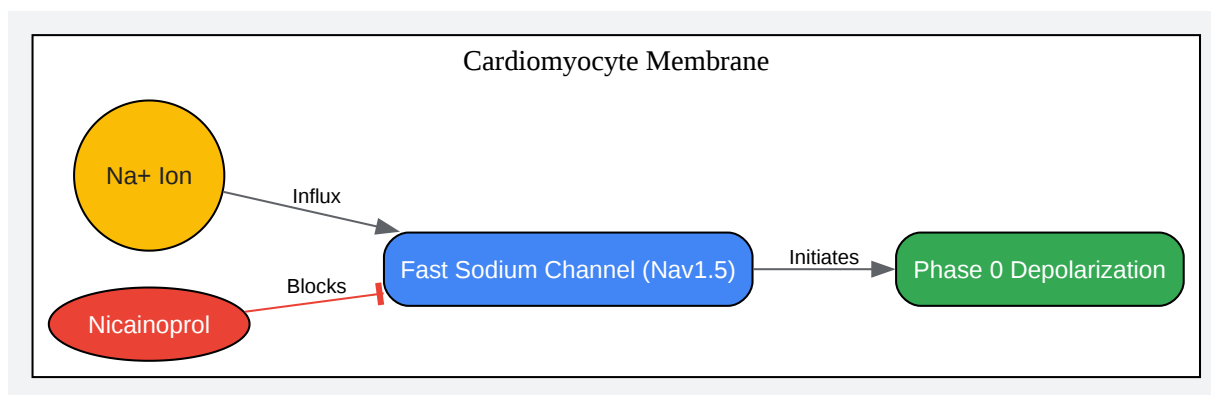 Cardiomyocyte Membrane
Na+ Ion
Influx
Blocks
Nicainoprol
Fast Sodium Channel (Nav1.5)
Initiates
Phase 0 Depolarization